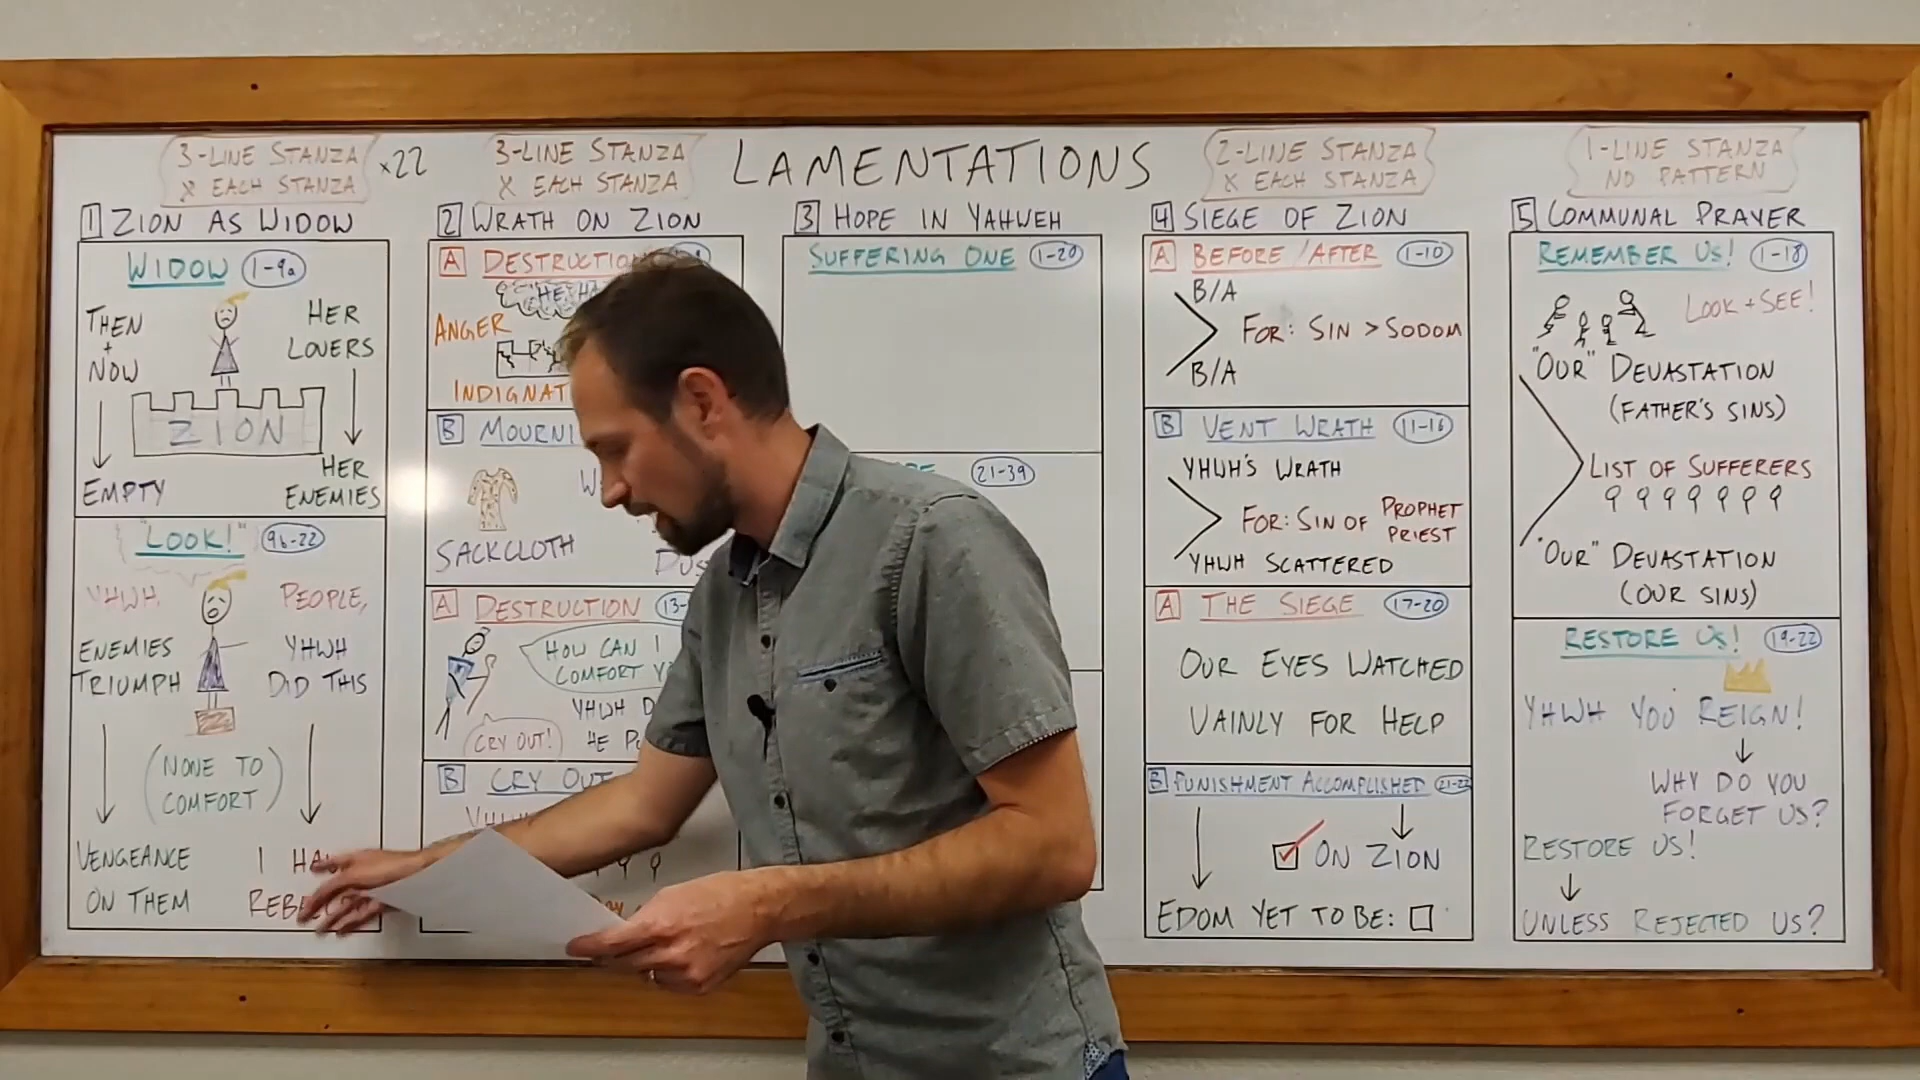 LAMENTATIONS
3-LINE STANZA
X EACH STANZA
×22
1 ZION AS WIDOW
WIDOW 1-9a
THEN
+
NOW
HER
LOVERS
ZION
EMPTY
HER
ENEMIES
"LOOK!" 9b-22
YHWH,
PEOPLE,
ENEMIES
TRIUMPH
YHWH
DID THIS
(NONE TO
COMFORT)
VENGEANCE
ON THEM
I
3-LINE STANZA
X EACH STANZA
2 WRATH ON ZION
A DESTRUCTION
ANGER
B
SACKCLOTH
A DESTRUCTION
HOW CAN I
COMFORT
YHWH
CRY OUT!
HE
B CRY OUT
3 HOPE IN YAHWEH
SUFFERING ONE 1-20
21-39
2-LINE STANZA
X EACH STANZA
4 SIEGE OF ZION
A BEFORE/AFTER 1-10
B/A
FOR: SIN > SODOM
B/A
B VENT WRATH 11-16
YHWH'S WRATH
FOR: SIN OF PROPHET
PRIEST
YHWH SCATTERED
A THE SIEGE 17-20
OUR EYES WATCHED
VAINLY FOR HELP
B PUNISHMENT ACCOMPLISHED 21-22
ON ZION
EDOM YET TO BE:
1-LINE STANZA
NO PATTERN
5 COMMUNAL PRAYER
REMEMBER US! 1-18
LOOK + SEE!
"OUR" DEVASTATION
(FATHER'S SINS)
LIST OF SUFFERERS
"OUR" DEVASTATION
(OUR SINS)
RESTORE US! 19-22
YHWH YOU REIGN!
WHY DO YOU
FORGET US?
RESTORE US!
UNLESS REJECTED US?